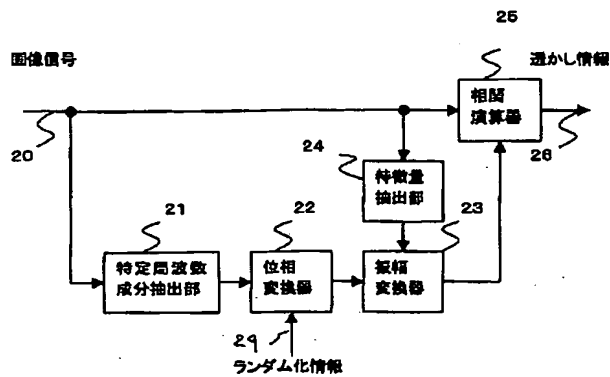 25
画像信号
透かし情報
相関
演算器
20
24
26
特徴量
抽出部
21
22
23
特定周波数
成分抽出部
位相
変換器
振幅
変換器
29
ランダム化情報